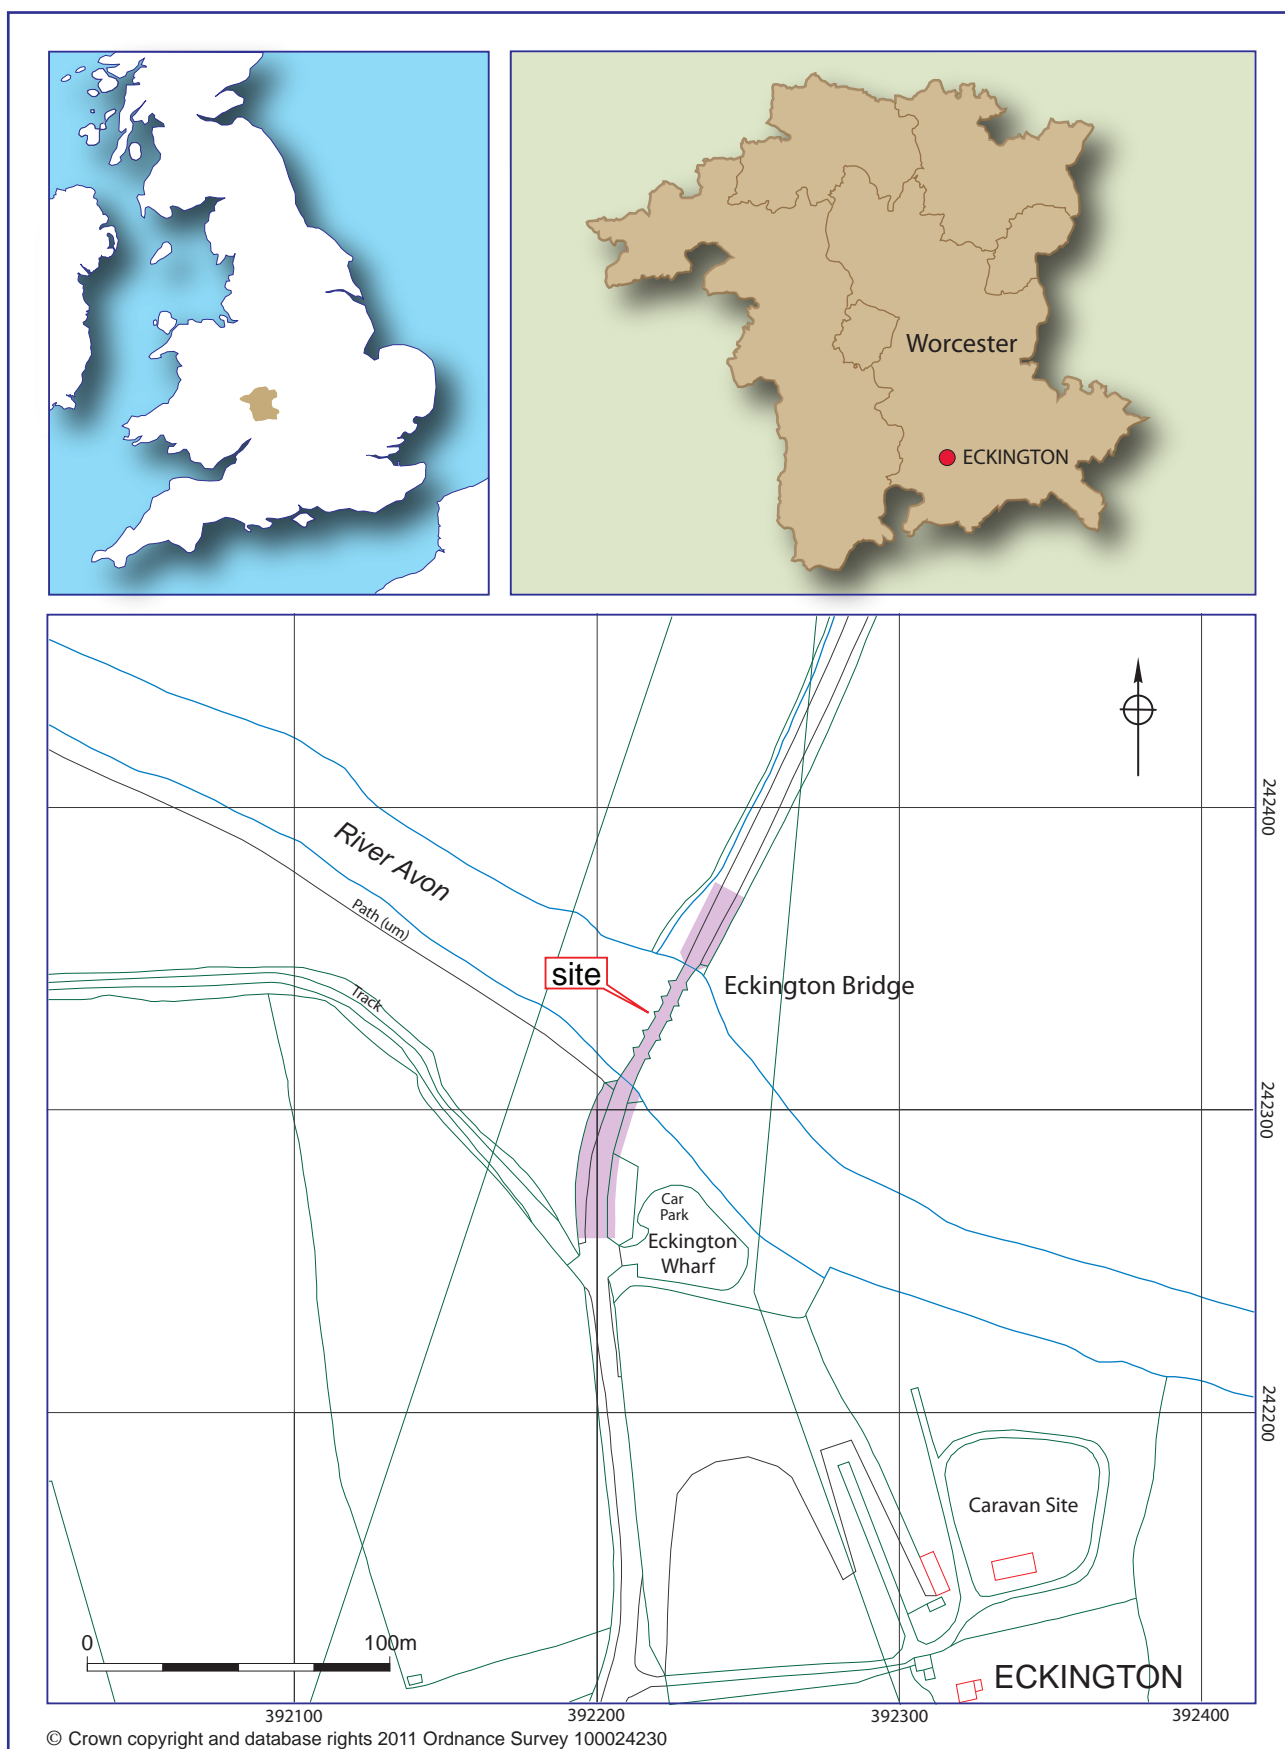 Worcester
ECKINGTON
242400
River Avon
Path (um)
site
Eckington Bridge
Track
242300
Car
Park
Eckington
Wharf
242200
Caravan Site
0 100m
ECKINGTON
392100 392200 392300 392400
© Crown copyright and database rights 2011 Ordnance Survey 100024230